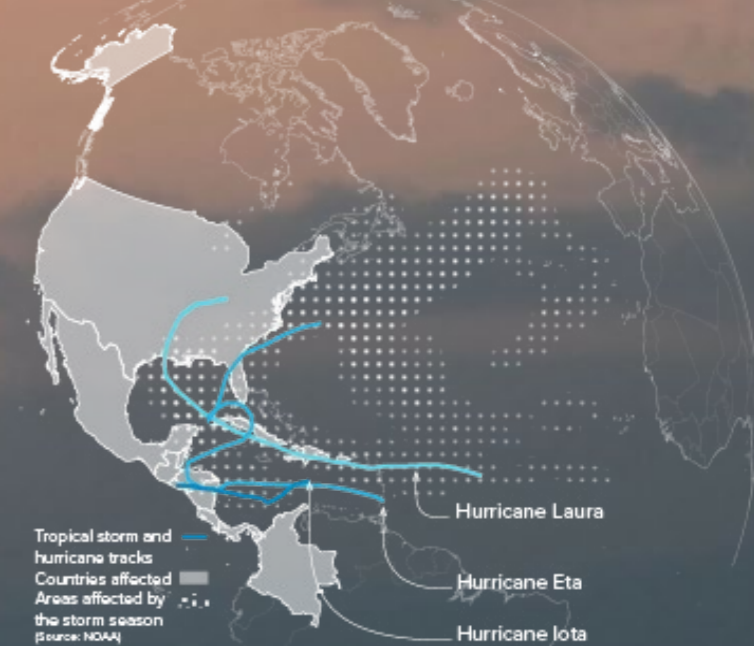 Hurricane Laura
Tropical storm and
hurricane tracks
Countries affected
Areas affected by
the storm season
(Source: NOAA)
Hurricane Eta
Hurricane Iota